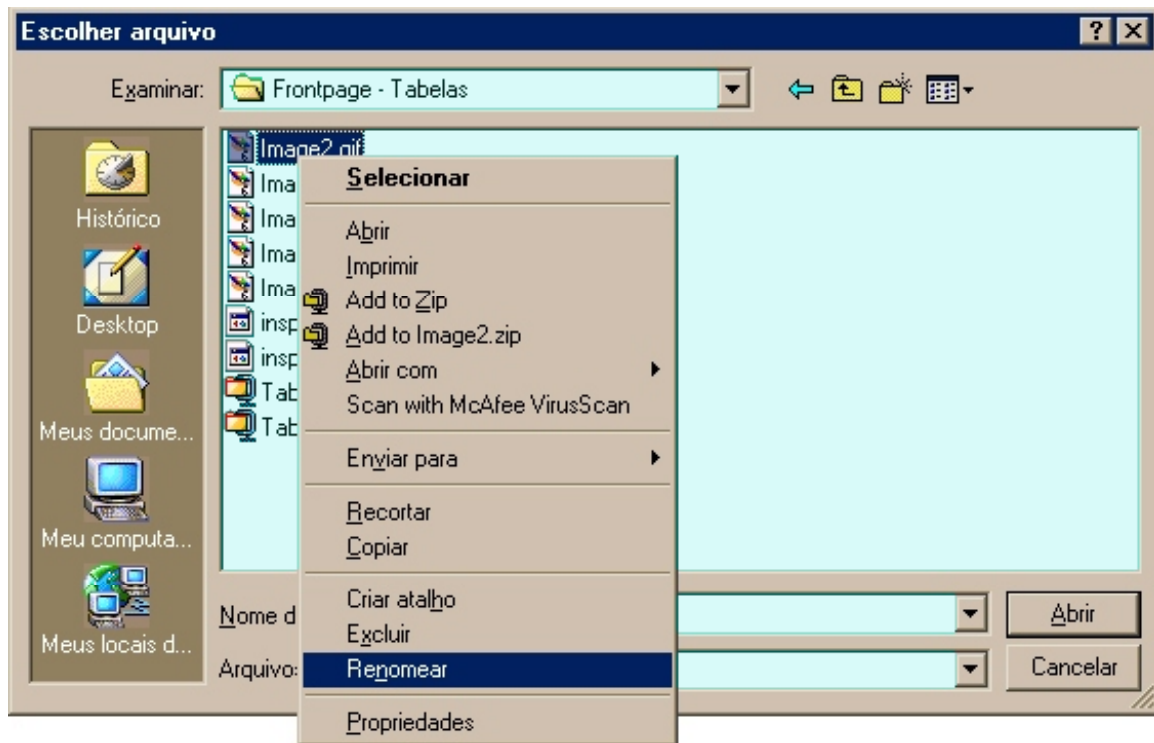 Escolher arquivo
Examinar: Frontpage - Tabelas
Histórico
Desktop
Meus docume...
Meu computa...
Meus locais d...
Image2.gif
Ima
Ima
Ima
Ima
insp
insp
Tab
Tab
Selecionar
Abrir
Imprimir
Add to Zip
Add to Image2.zip
Abrir com
Scan with McAfee VirusScan
Enviar para
Recortar
Copiar
Criar atalho
Excluir
Renomear
Propriedades
Nome d
Abrir
Arquivo:
Cancelar